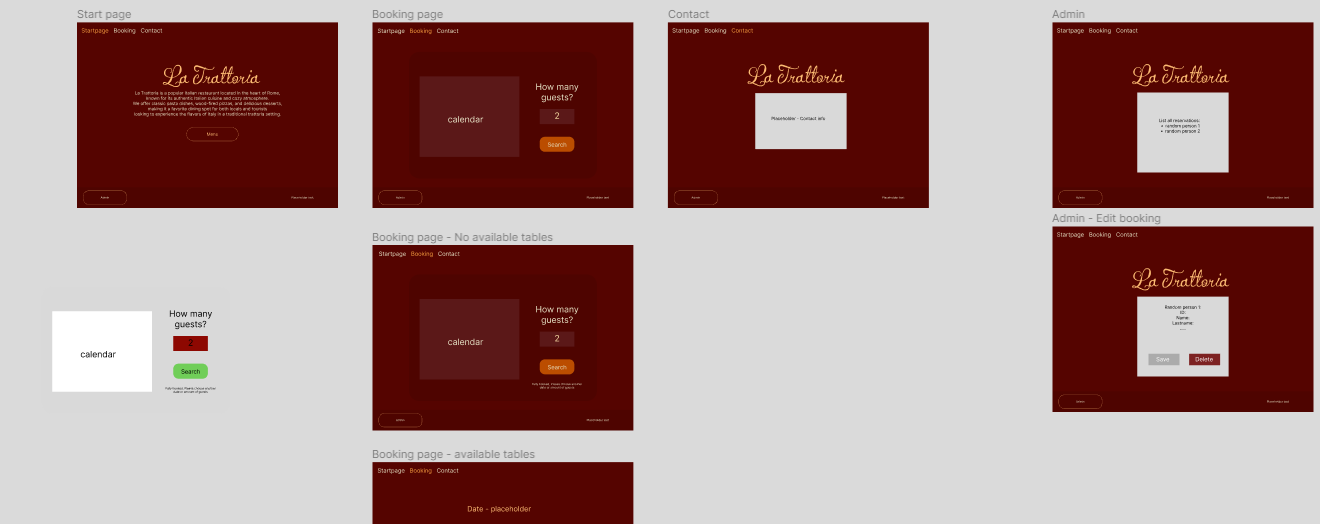 Start page
Startpage Booking Contact
La Trattoria
La Trattoria is a popular Italian restaurant located in the heart of Rome,
known for its authentic Italian cuisine and cozy atmosphere.
We offer classic pasta dishes, wood-fired pizzas, and delicious desserts,
making it a favorite dining spot for both locals and tourists
looking to experience the flavors of Italy in a traditional trattoria setting.
Menu
Admin
Placeholder text
Booking page
Startpage Booking Contact
calendar
How many
guests?
2
Search
Admin
Placeholder text
Contact
Startpage Booking Contact
La Trattoria
Placeholder - Contact info
Admin
Placeholder text
Admin
Startpage Booking Contact
La Trattoria
List all reservations:
• random person 1
• random person 2
Admin
Placeholder text
Admin - Edit booking
Startpage Booking Contact
La Trattoria
Random person 1
ID:
Name:
Lastname:
Save
Delete
Admin
Placeholder text
Booking page - No available tables
Startpage Booking Contact
calendar
How many
guests?
2
Search
Fully booked. Please choose another
date or amount of guests
Admin
Placeholder text
calendar
How many
guests?
2
Search
Fully booked. Please choose another
date or amount of guests
Booking page - available tables
Startpage Booking Contact
Date - placeholder